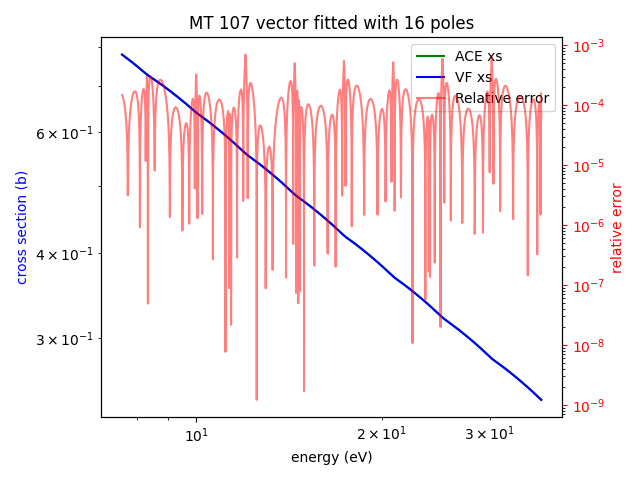 MT 107 vector fitted with 16 poles
ACE xs
VF xs
Relative error
6 × 10⁻¹
4 × 10⁻¹
3 × 10⁻¹
cross section (b)
10⁻³
10⁻⁴
10⁻⁵
10⁻⁶
10⁻⁷
10⁻⁸
10⁻⁹
relative error
10¹
2 × 10¹
3 × 10¹
energy (eV)